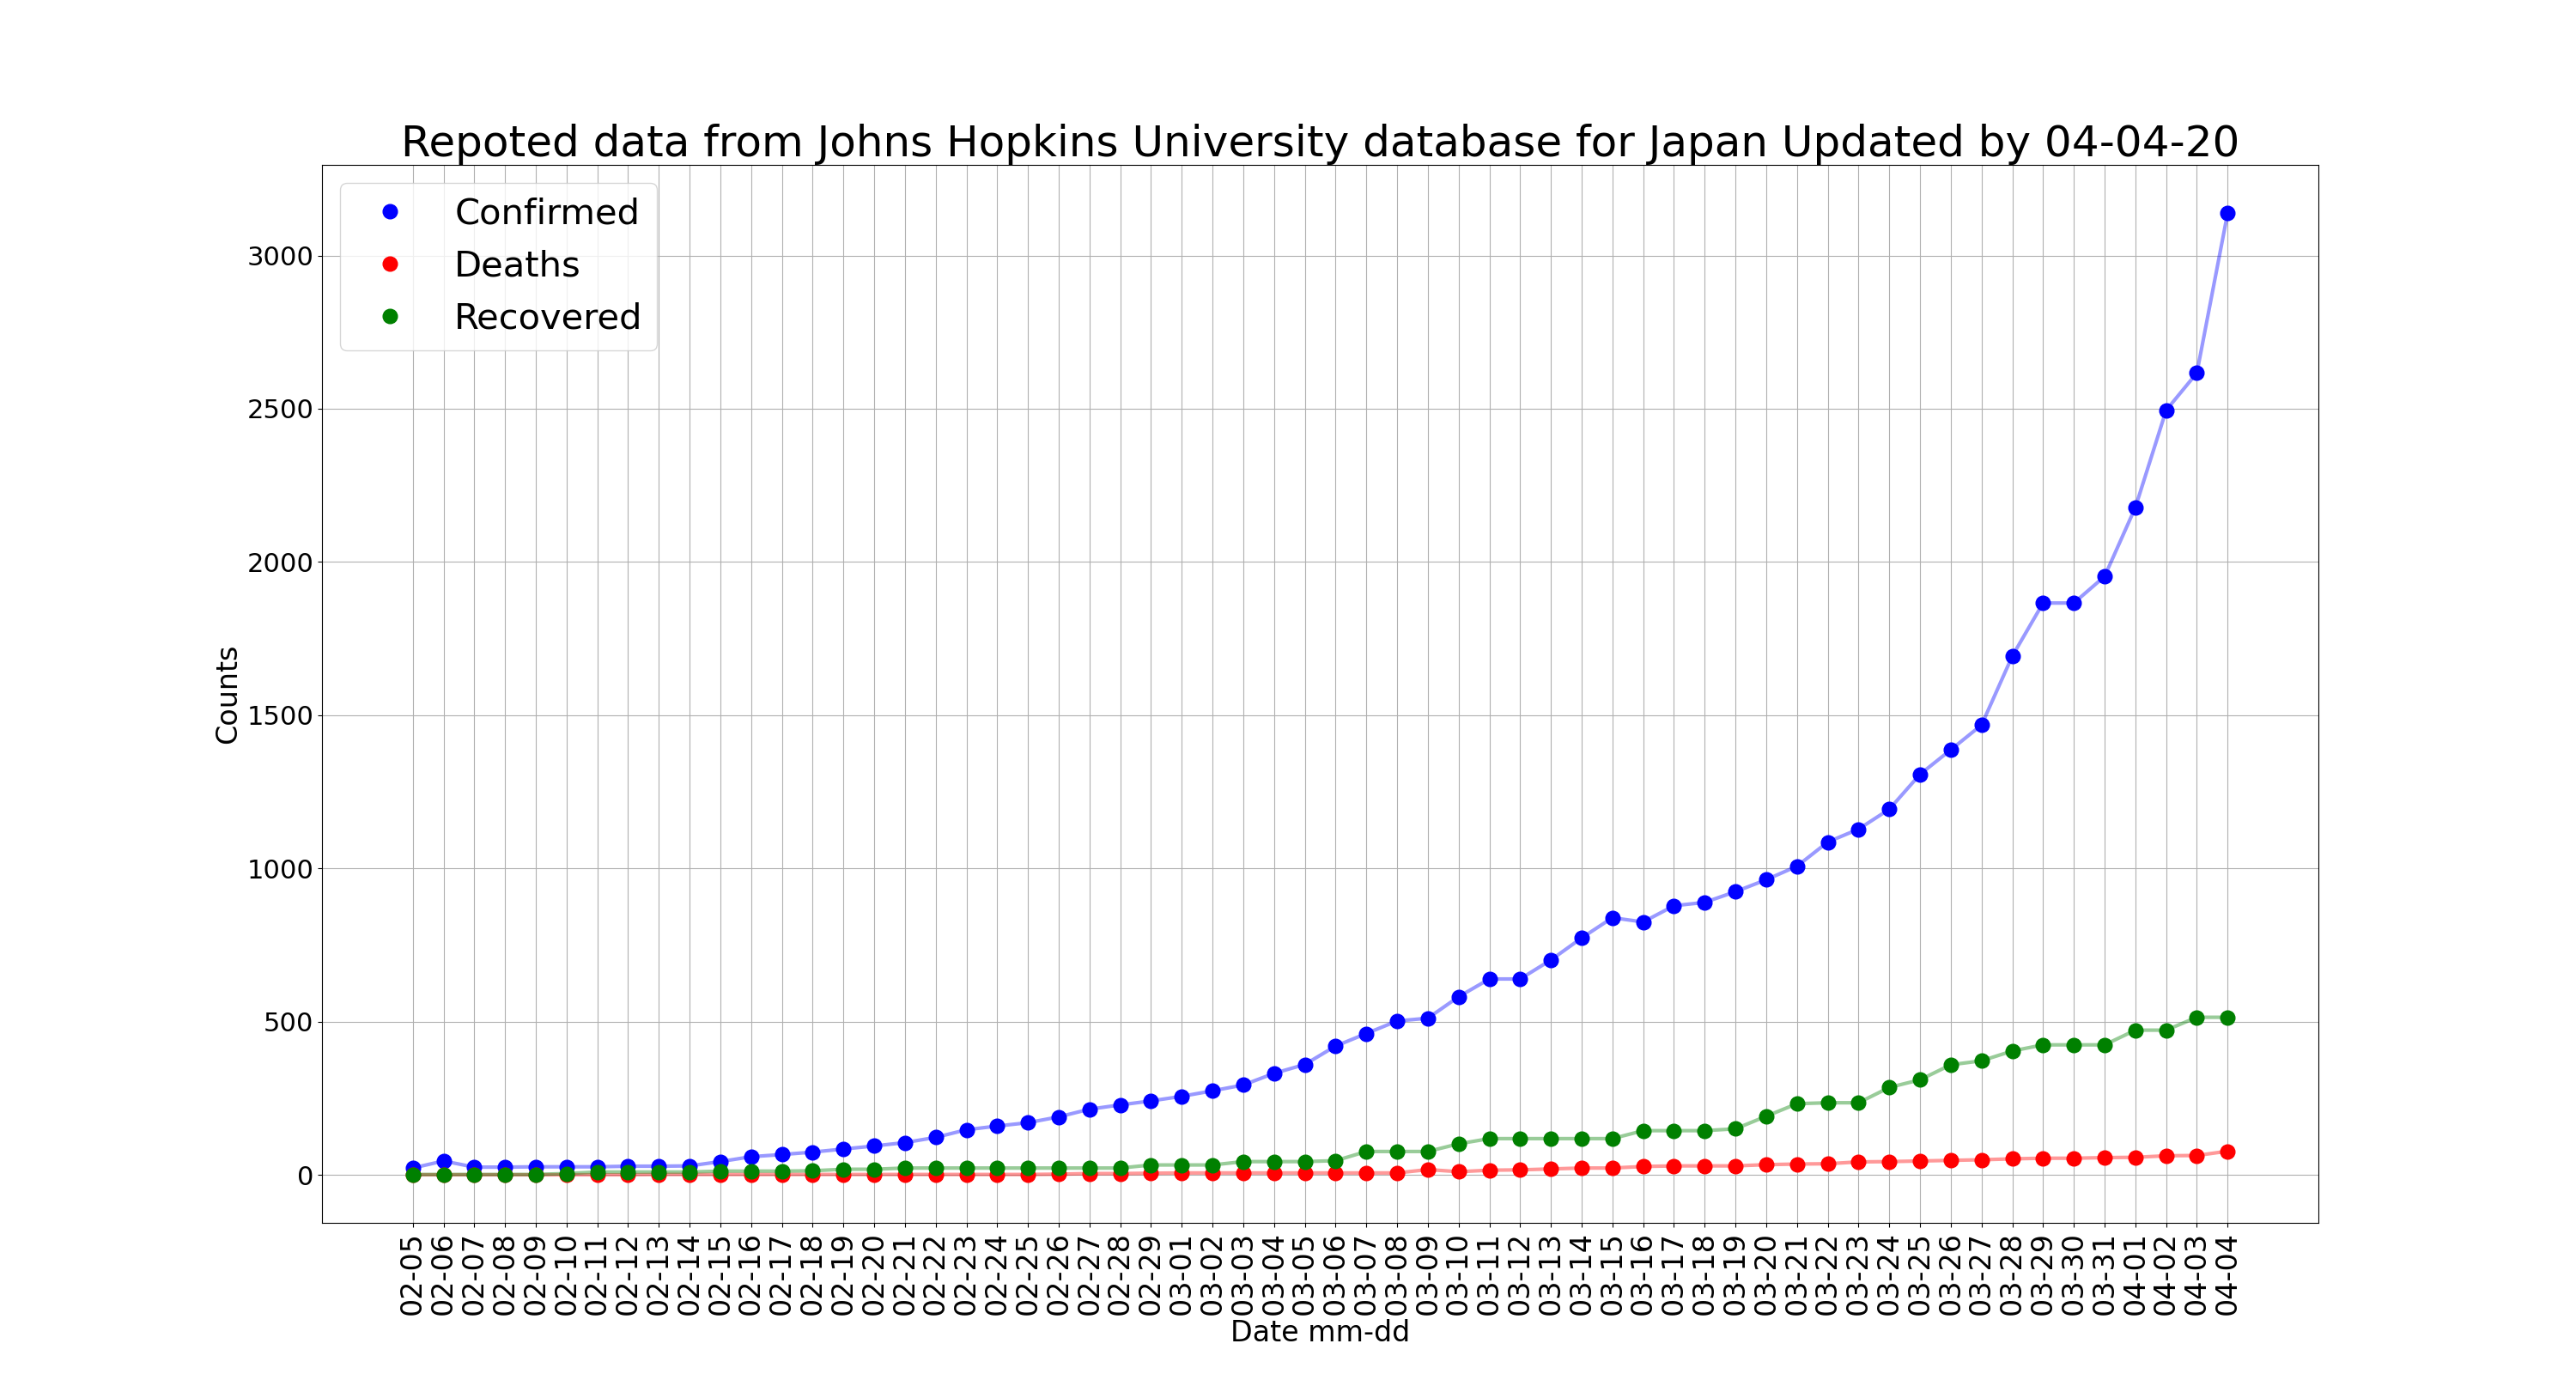 Repoted data from Johns Hopkins University database for Japan Updated by 04-04-20
Confirmed
Deaths
Recovered
3000
2500
2000
1500
1000
500
0
Counts
02-05 02-06 02-07 02-08 02-09 02-10 02-11 02-12 02-13 02-14 02-15 02-16 02-17 02-18 02-19 02-20 02-21 02-22 02-23 02-24 02-25 02-26 02-27 02-28 02-29 03-01 03-02 03-03 03-04 03-05 03-06 03-07 03-08 03-09 03-10 03-11 03-12 03-13 03-14 03-15 03-16 03-17 03-18 03-19 03-20 03-21 03-22 03-23 03-24 03-25 03-26 03-27 03-28 03-29 03-30 03-31 04-01 04-02 04-03 04-04
Date mm-dd